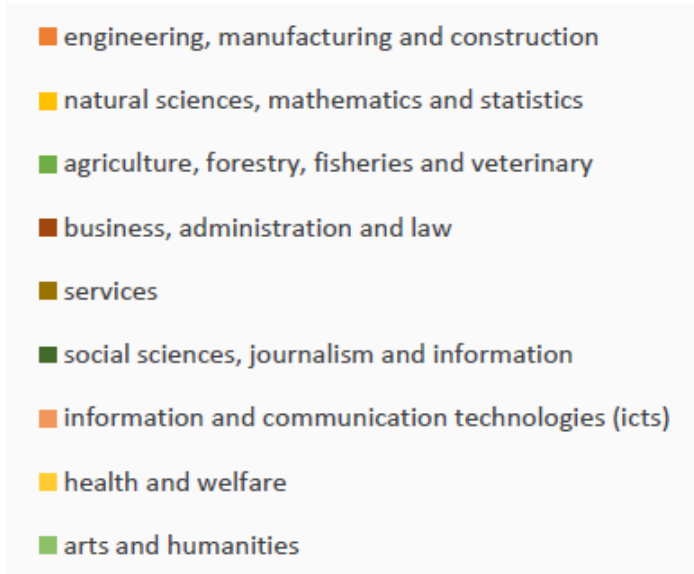 engineering, manufacturing and construction
natural sciences, mathematics and statistics
agriculture, forestry, fisheries and veterinary
business, administration and law
services
social sciences, journalism and information
information and communication technologies (icts)
health and welfare
arts and humanities